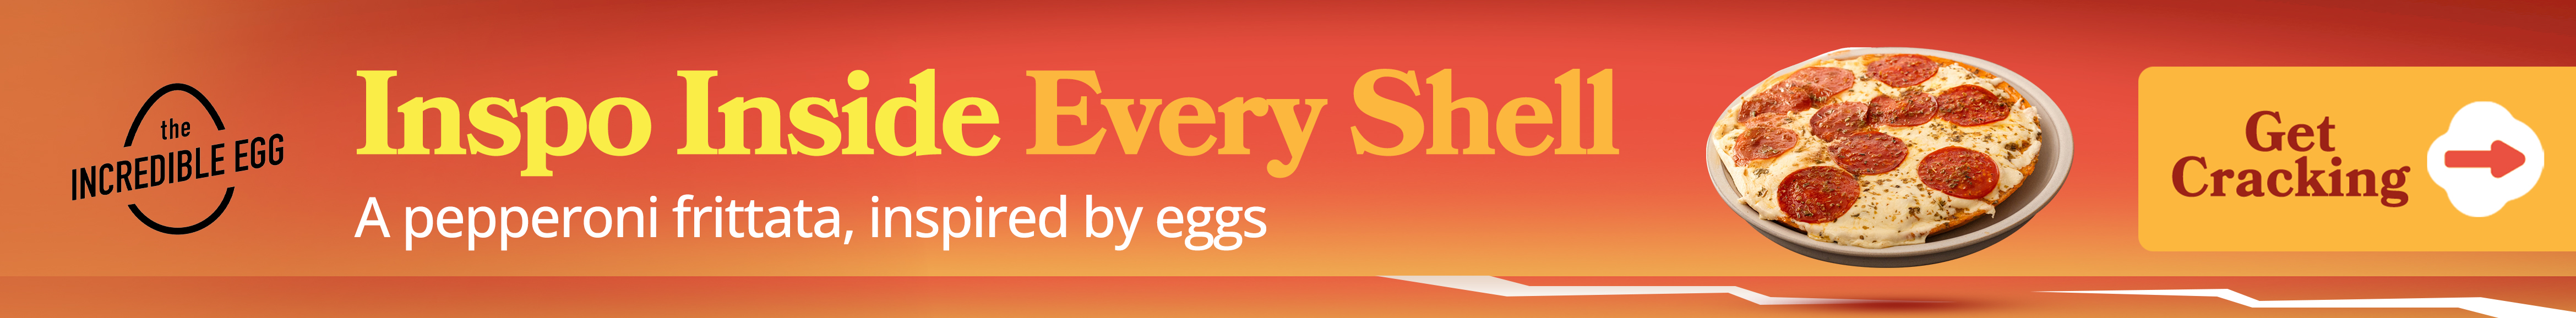 the
INCREDIBLE EGG
Inspo Inside Every Shell
A pepperoni frittata, inspired by eggs
Get
Cracking